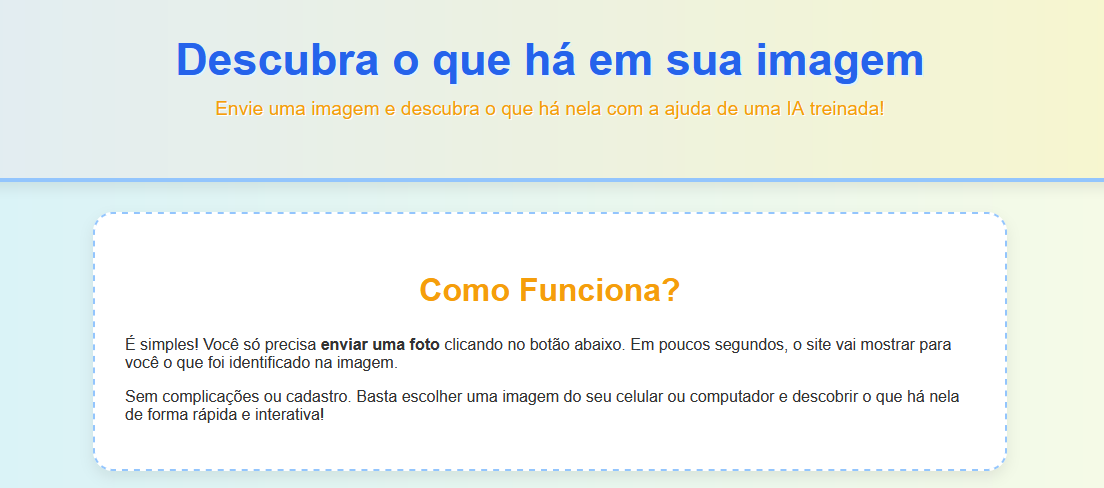 Descubra o que há em sua imagem
Envie uma imagem e descubra o que há nela com a ajuda de uma IA treinada!
Como Funciona?
É simples! Você só precisa enviar uma foto clicando no botão abaixo. Em poucos segundos, o site vai mostrar para
você o que foi identificado na imagem.
Sem complicações ou cadastro. Basta escolher uma imagem do seu celular ou computador e descobrir o que há nela
de forma rápida e interativa!